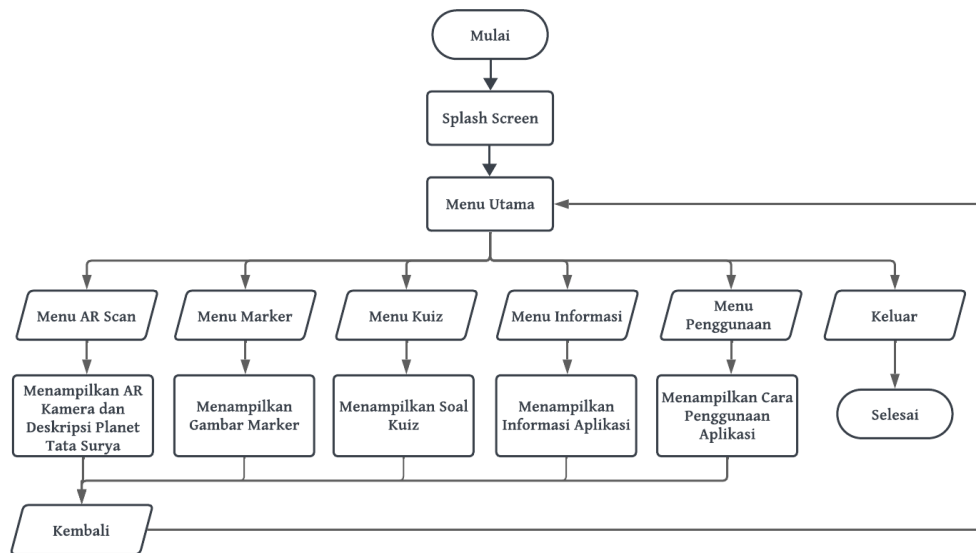 Mulai
Splash Screen
Menu Utama
Menu AR Scan
Menu Marker
Menu Kuiz
Menu Informasi
Menu
Penggunaan
Keluar
Menampilkan AR
Kamera dan
Deskripsi Planet
Tata Surya
Menampilkan
Gambar Marker
Menampilkan Soal
Kuiz
Menampilkan
Informasi Aplikasi
Menampilkan Cara
Penggunaan
Aplikasi
Selesai
Kembali